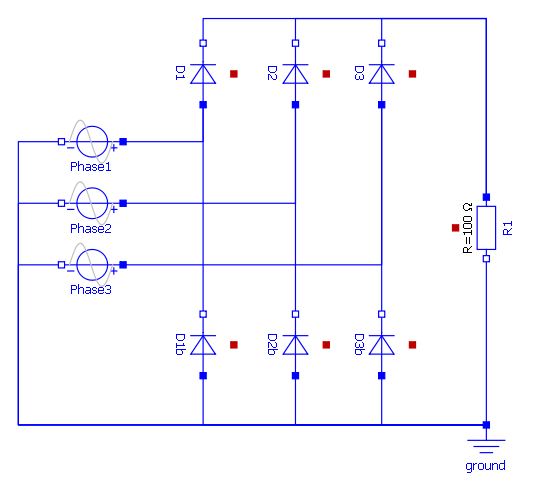 D1
D2
D3
Phase1
Phase2
Phase3
R=100 Ω
R1
D1b
D2b
D3b
ground